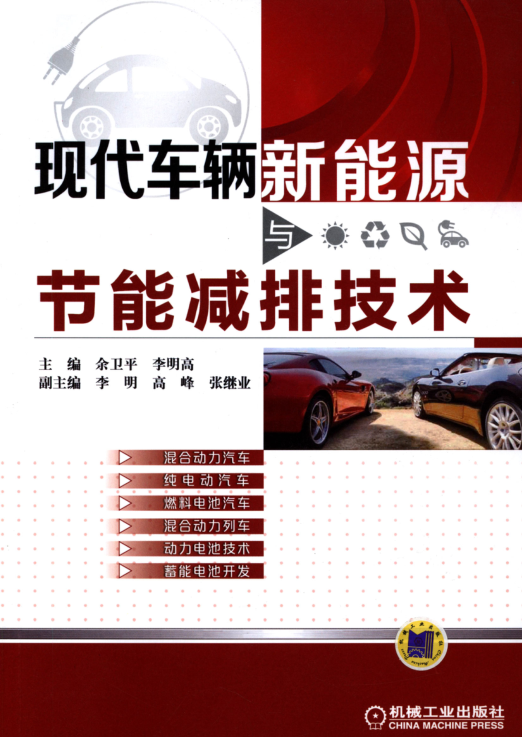 现代车辆新能源
与
节能减排技术
主 编 余卫平 李明高
副主编 李 明 高 峰 张继业
混合动力汽车
纯电动汽车
燃料电池汽车
混合动力列车
动力电池技术
蓄能电池开发
机械工业出版社
CHINA MACHINE PRESS